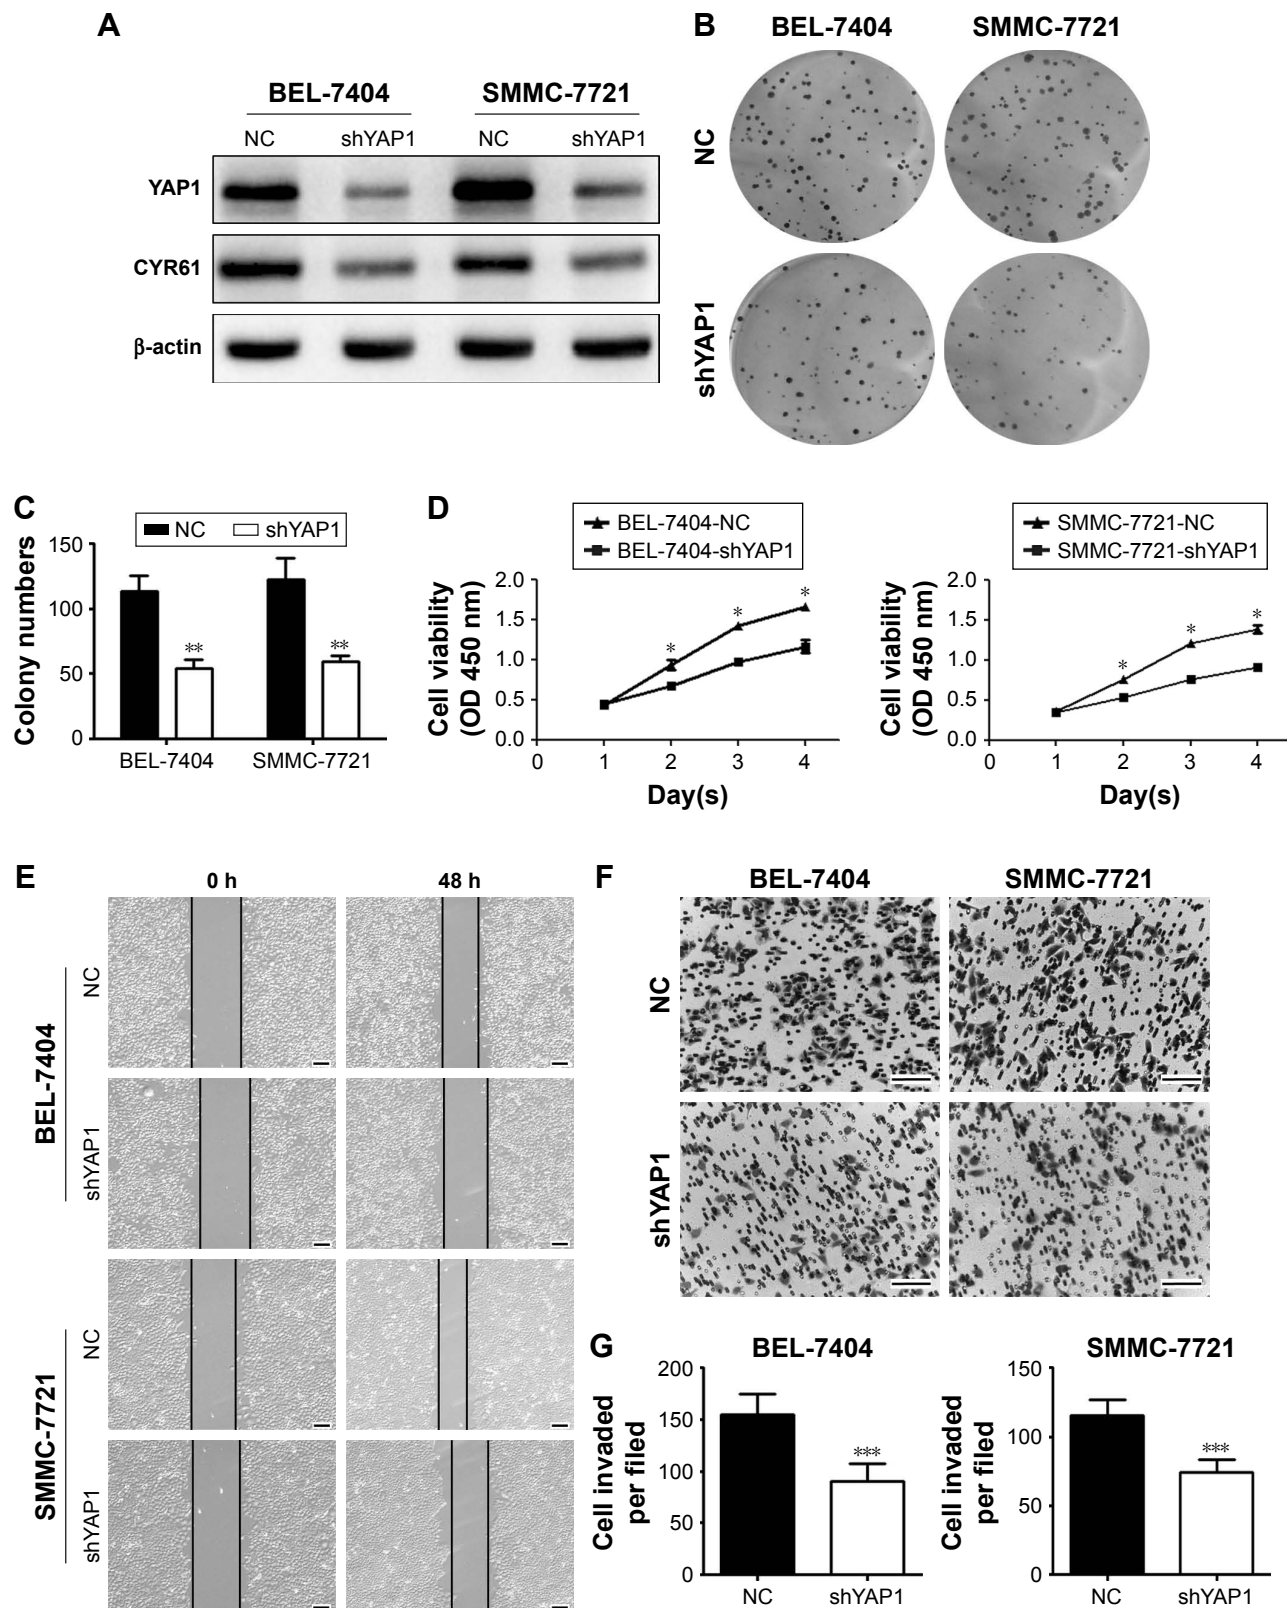 A
BEL-7404 SMMC-7721
NC shYAP1 NC shYAP1
YAP1
CYR61
β-actin
B
BEL-7404 SMMC-7721
NC
shYAP1
C
NC shYAP1
Colony numbers
150
100
50
0
** **
BEL-7404 SMMC-7721
D
BEL-7404-NC
BEL-7404-shYAP1
Cell viability
(OD 450 nm)
2.0
1.5
1.0
0.5
0.0
* * *
0 1 2 3 4
Day(s)
SMMC-7721-NC
SMMC-7721-shYAP1
Cell viability
(OD 450 nm)
2.0
1.5
1.0
0.5
0.0
* * *
0 1 2 3 4
Day(s)
E
0 h 48 h
BEL-7404
NC
shYAP1
SMMC-7721
NC
shYAP1
F
BEL-7404 SMMC-7721
NC
shYAP1
G
BEL-7404
Cell invaded
per filed
200
150
100
50
0
***
NC shYAP1
SMMC-7721
Cell invaded
per filed
150
100
50
0
***
NC shYAP1